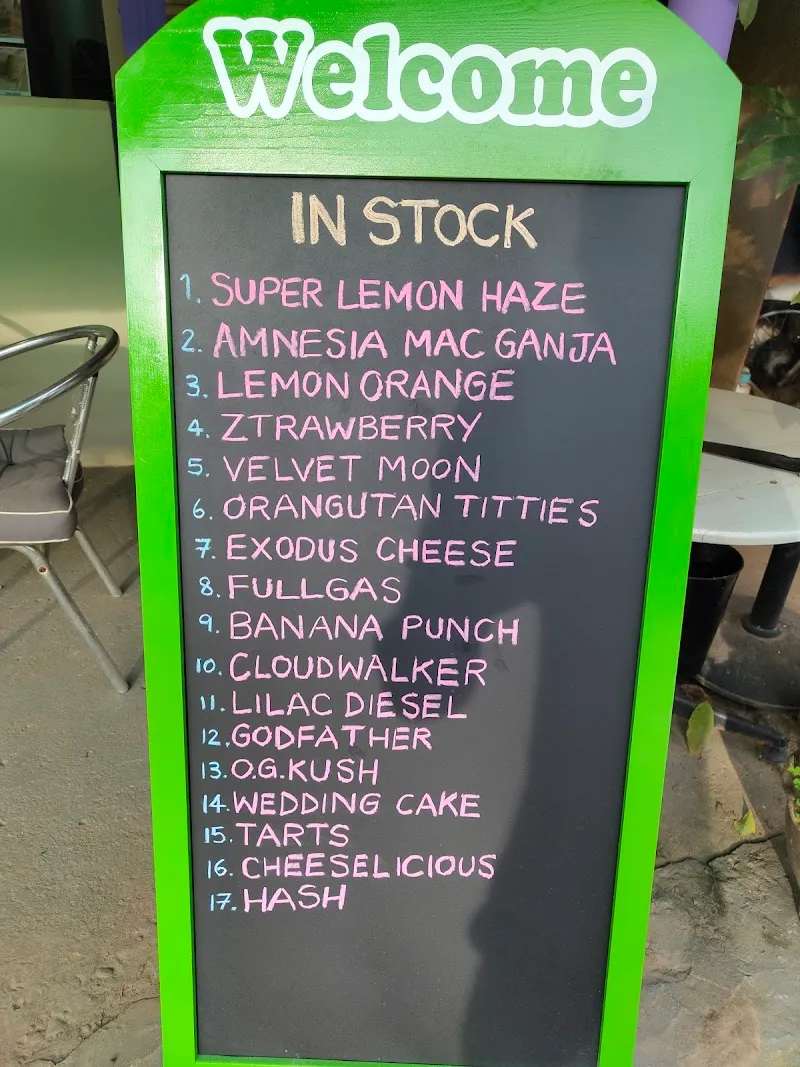 Welcome
IN STOCK
1. SUPER LEMON HAZE
2. AMNESIA MAC GANJA
3. LEMON ORANGE
4. ZTRAWBERRY
5. VELVET MOON
6. ORANGUTAN TITTIES
7. EXODUS CHEESE
8. FULLGAS
9. BANANA PUNCH
10. CLOUDWALKER
11. LILAC DIESEL
12. GODFATHER
13. O.G.KUSH
14. WEDDING CAKE
15. TARTS
16. CHEESELICIOUS
17. HASH